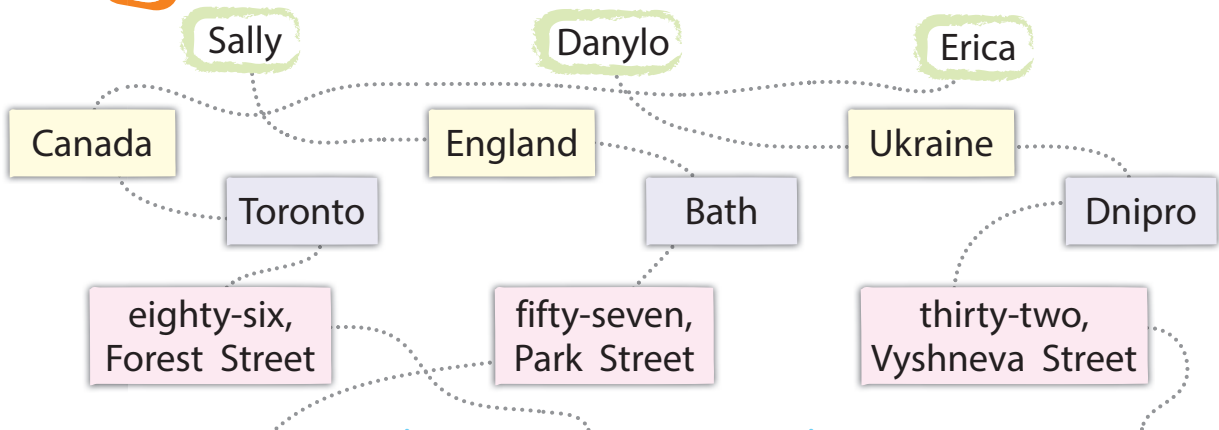 Sally
Danylo
Erica
Canada
England
Ukraine
Toronto
Bath
Dnipro
eighty-six,
Forest Street
fifty-seven,
Park Street
thirty-two,
Vyshneva Street